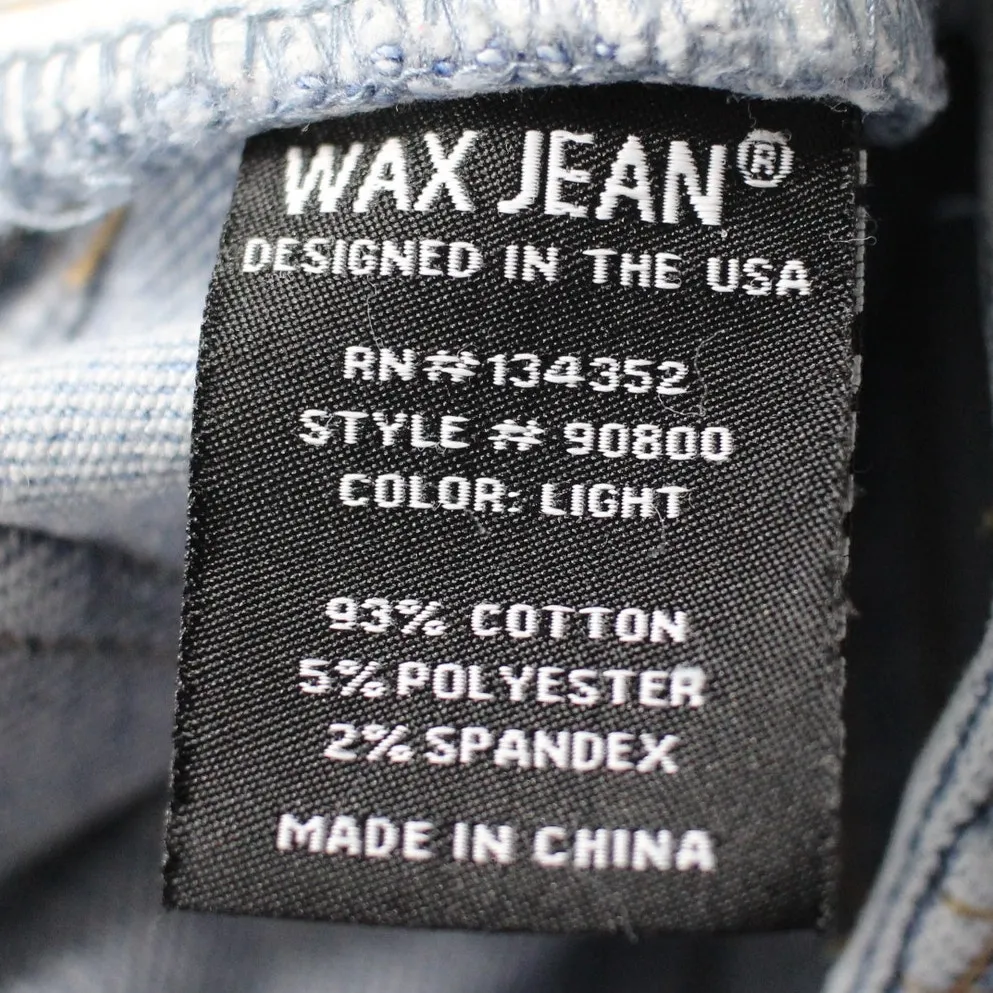 WAX JEAN®
DESIGNED IN THE USA
RN#134352
STYLE # 90800
COLOR: LIGHT
93% COTTON
5% POLYESTER
2% SPANDEX
MADE IN CHINA